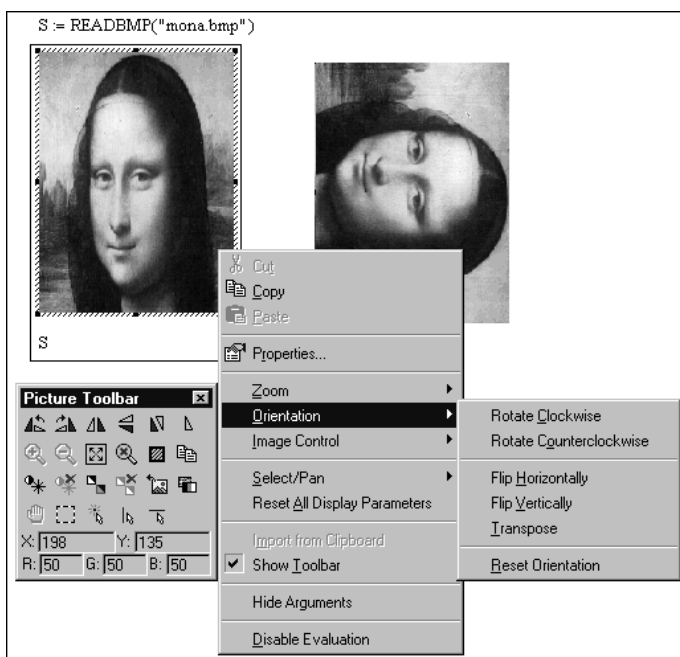 S := READBMP("mona.bmp")
S
Cut
Copy
Paste
Properties...
Zoom
Orientation
Image Control
Select/Pan
Reset All Display Parameters
Import from Clipboard
Show Toolbar
Hide Arguments
Disable Evaluation
Rotate Clockwise
Rotate Counterclockwise
Flip Horizontally
Flip Vertically
Transpose
Reset Orientation
Picture Toolbar
X: 198 Y: 135
R: 50 G: 50 B: 50